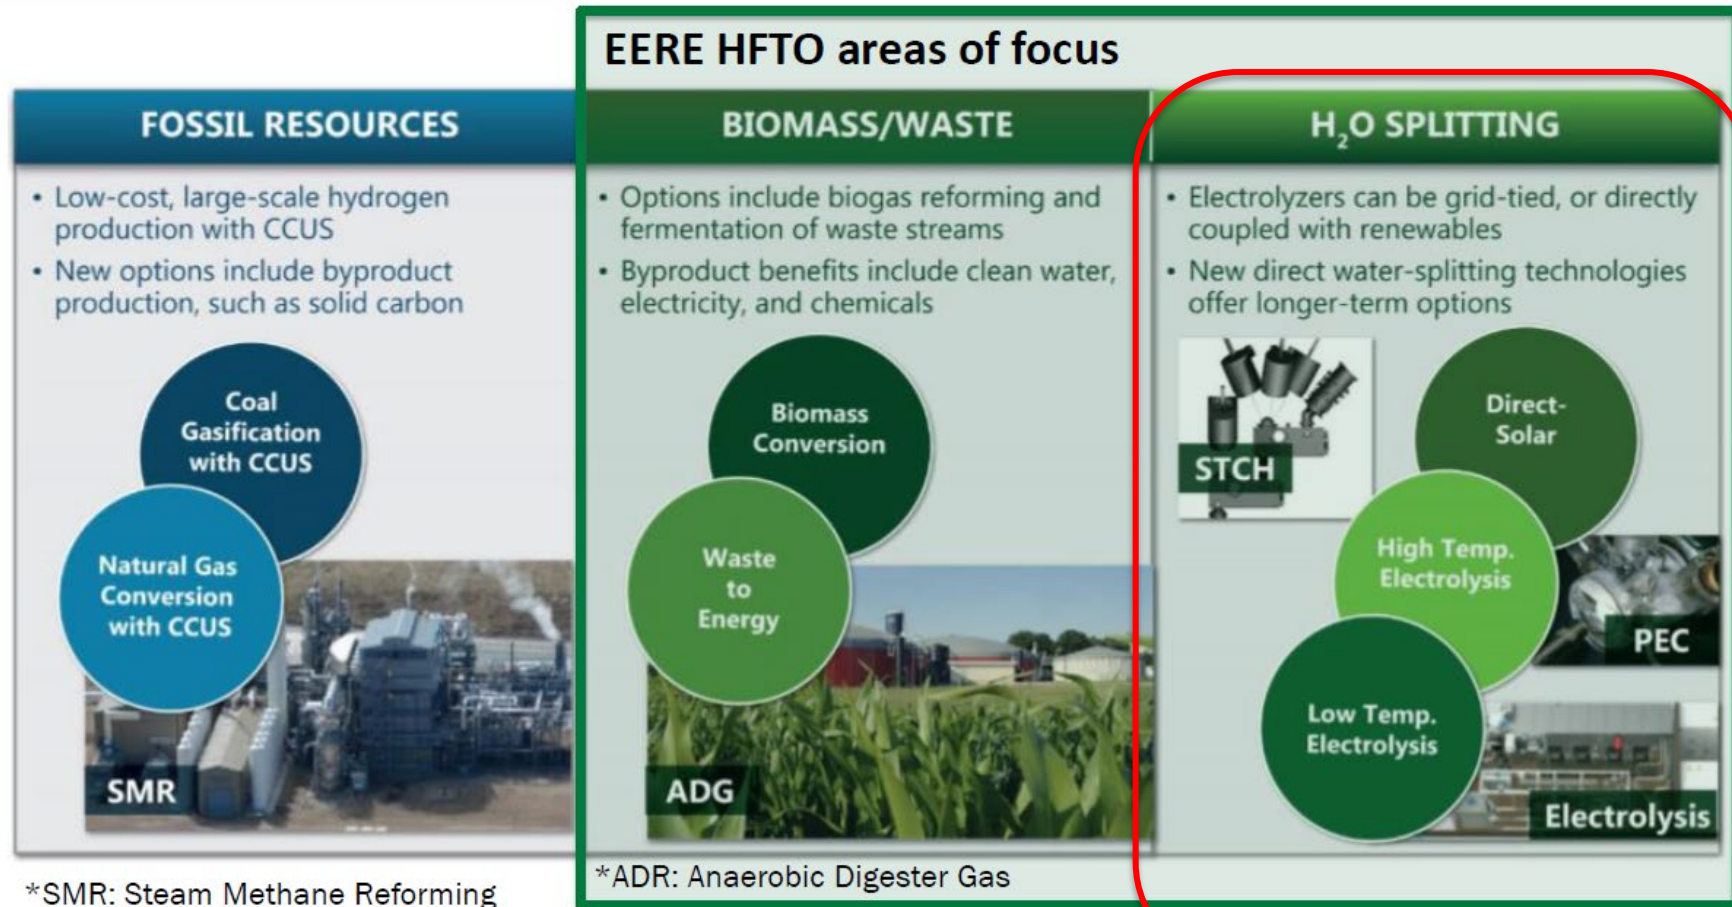 EERE HFTO areas of focus
FOSSIL RESOURCES
• Low-cost, large-scale hydrogen
production with CCUS
• New options include byproduct
production, such as solid carbon
Coal
Gasification
with CCUS
Natural Gas
Conversion
with CCUS
SMR
*SMR: Steam Methane Reforming
BIOMASS/WASTE
• Options include biogas reforming and
fermentation of waste streams
• Byproduct benefits include clean water,
electricity, and chemicals
Biomass
Conversion
Waste
to
Energy
ADG
*ADR: Anaerobic Digester Gas
H₂O SPLITTING
• Electrolyzers can be grid-tied, or directly
coupled with renewables
• New direct water-splitting technologies
offer longer-term options
STCH
Direct-
Solar
High Temp.
Electrolysis
PEC
Low Temp.
Electrolysis
Electrolysis